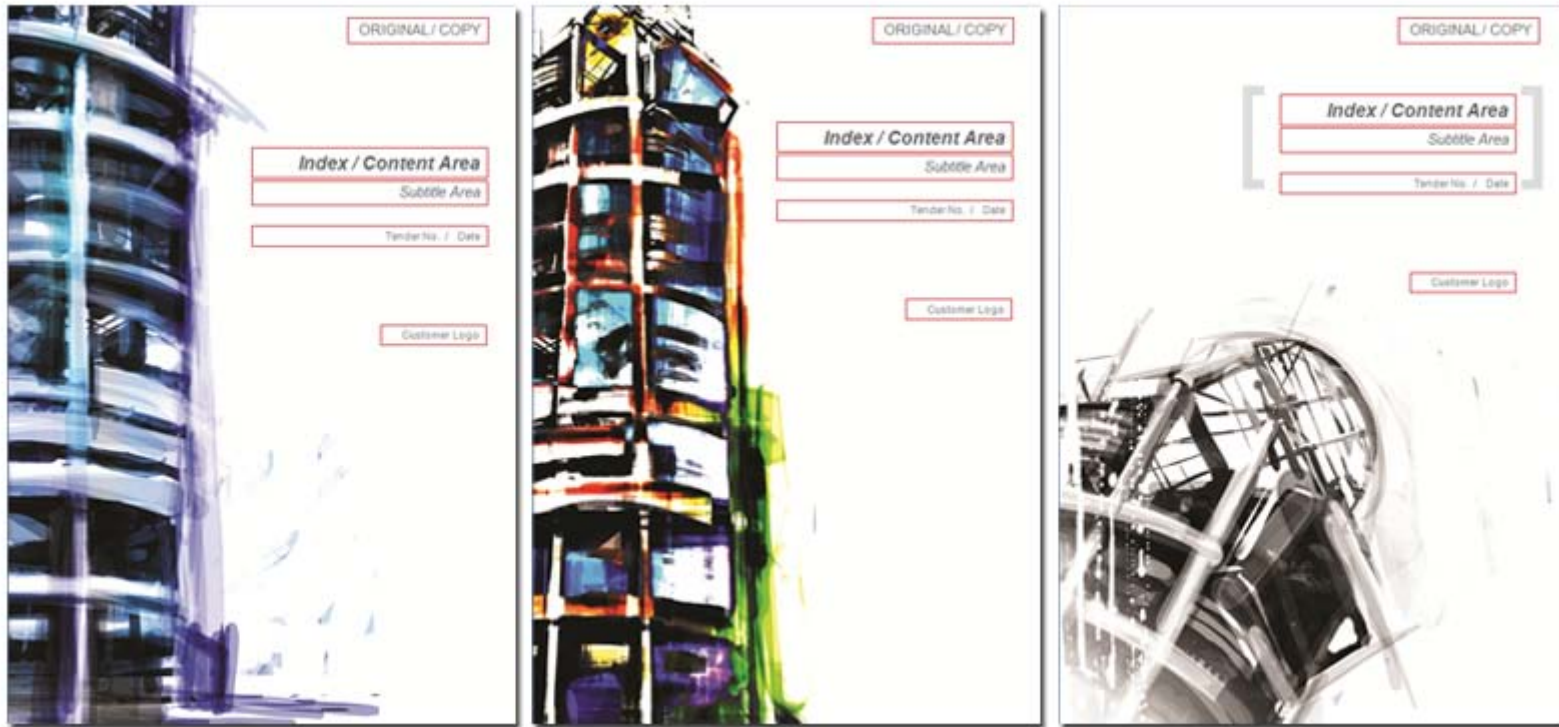 ORIGINAL / COPY
Index / Content Area
Subtitle Area
Tender No. / Date
Customer Logo
ORIGINAL / COPY
Index / Content Area
Subtitle Area
Tender No. / Date
Customer Logo
ORIGINAL / COPY
Index / Content Area
Subtitle Area
Tender No. / Date
Customer Logo